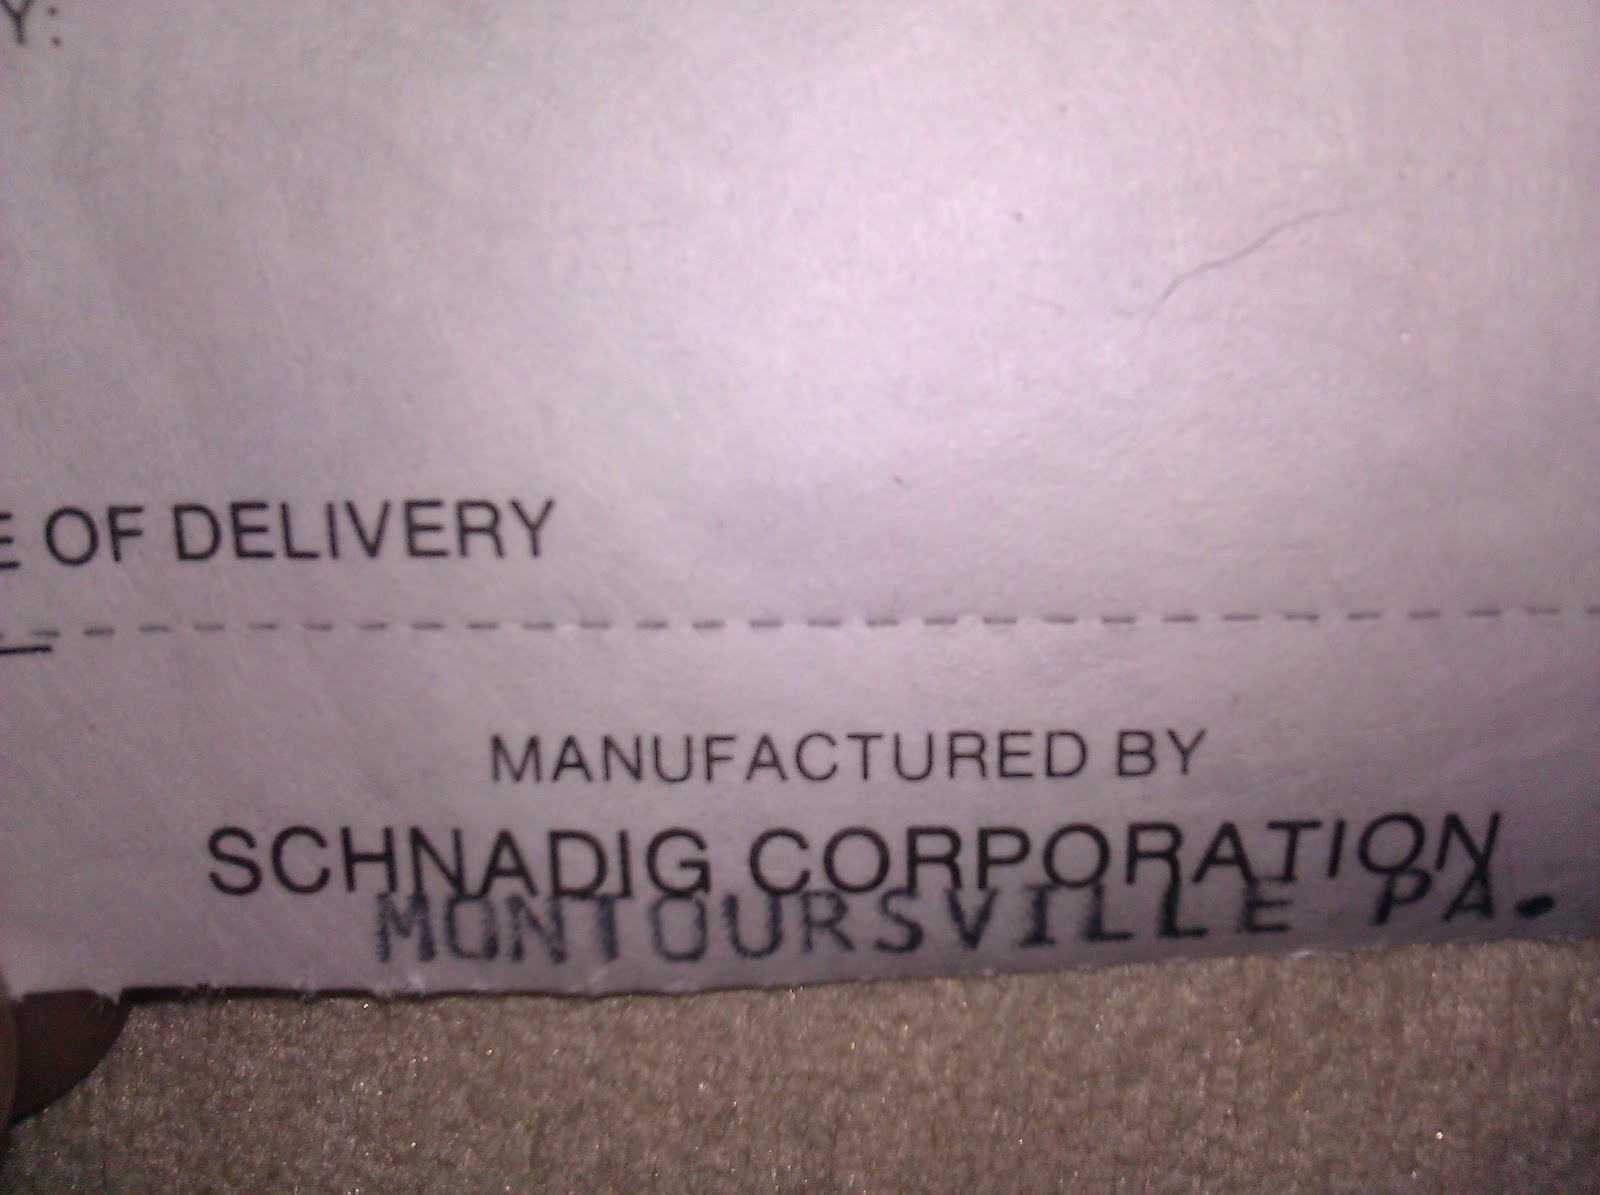 Y:
E OF DELIVERY
MANUFACTURED BY
SCHNADIG CORPORATION
MONTOURSVILLE PA.